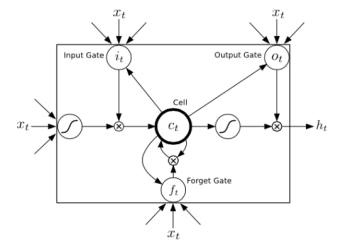 x_t x_t
Input Gate i_t Output Gate o_t
Cell
x_t c_t h_t
Forget Gate
f_t
x_t